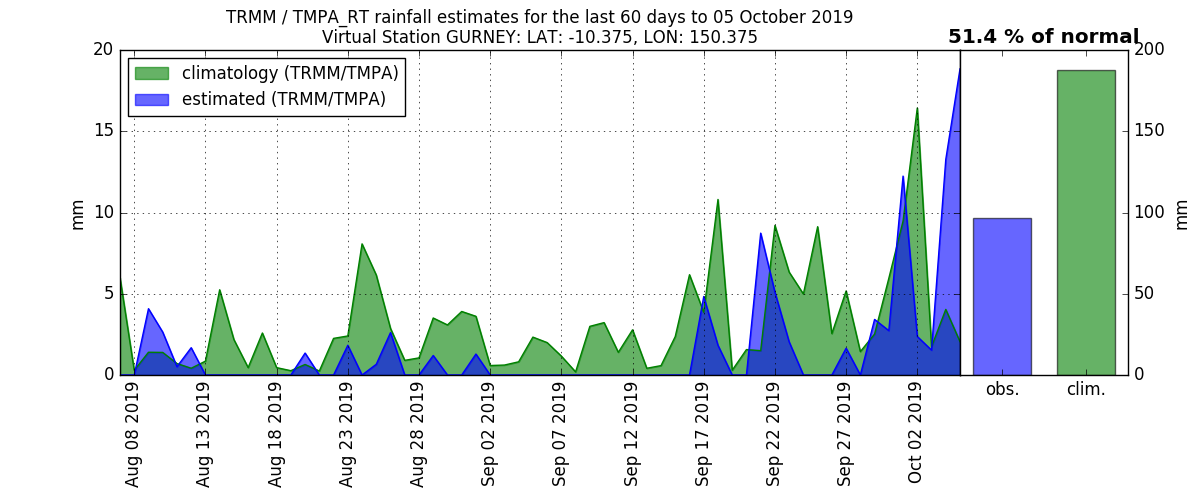 TRMM / TMPA_RT rainfall estimates for the last 60 days to 05 October 2019
Virtual Station GURNEY: LAT: -10.375, LON: 150.375
51.4 % of normal
climatology (TRMM/TMPA)
estimated (TRMM/TMPA)
20
15
10
5
0
mm
200
150
100
50
0
mm
Aug 08 2019
Aug 13 2019
Aug 18 2019
Aug 23 2019
Aug 28 2019
Sep 02 2019
Sep 07 2019
Sep 12 2019
Sep 17 2019
Sep 22 2019
Sep 27 2019
Oct 02 2019
obs.
clim.